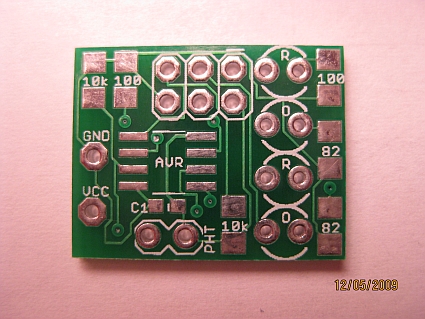 R
10k 100
100
O
GND
AVR
82
R
VCC
C1
O
10k
PHT
82
12/05/2009